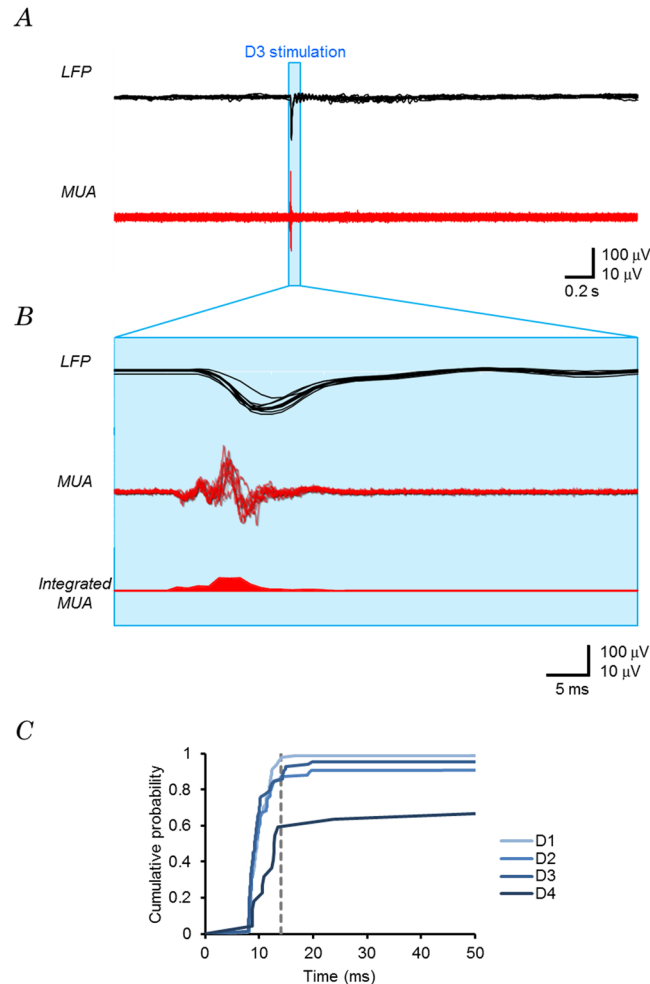 A
D3 stimulation
LFP
MUA
100 µV
10 µV
0.2 s
B
LFP
MUA
Integrated
MUA
100 µV
10 µV
5 ms
C
Cumulative probability
1
0.8
0.6
0.4
0.2
0
0 10 20 30 40 50
Time (ms)
D1
D2
D3
D4